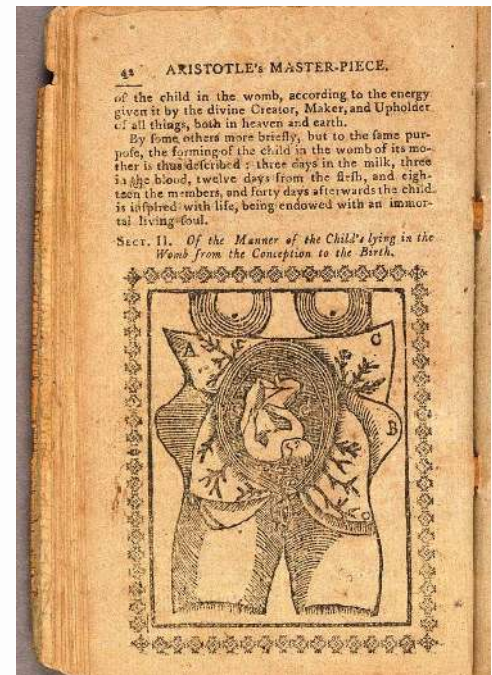 42 ARISTOTLE's MASTER-PIECE.
of the child in the womb, according to the energy
given it by the divine Creator, Maker, and Upholder
of all things, both in heaven and earth.
By ſome others more briefly, but to the ſame pur-
poſe, the forming of the child in the womb of its mo-
ther is thus deſcribed : three days in the milk, three
in the blood, twelve days from the fleſh, and eigh-
teen the members, and forty days afterwards the child
is inſpired with life, being endowed with an immor-
tal living ſoul.
SECT. II. Of the Manner of the Child's lying in the
Womb from the Conception to the Birth.
A
C
B